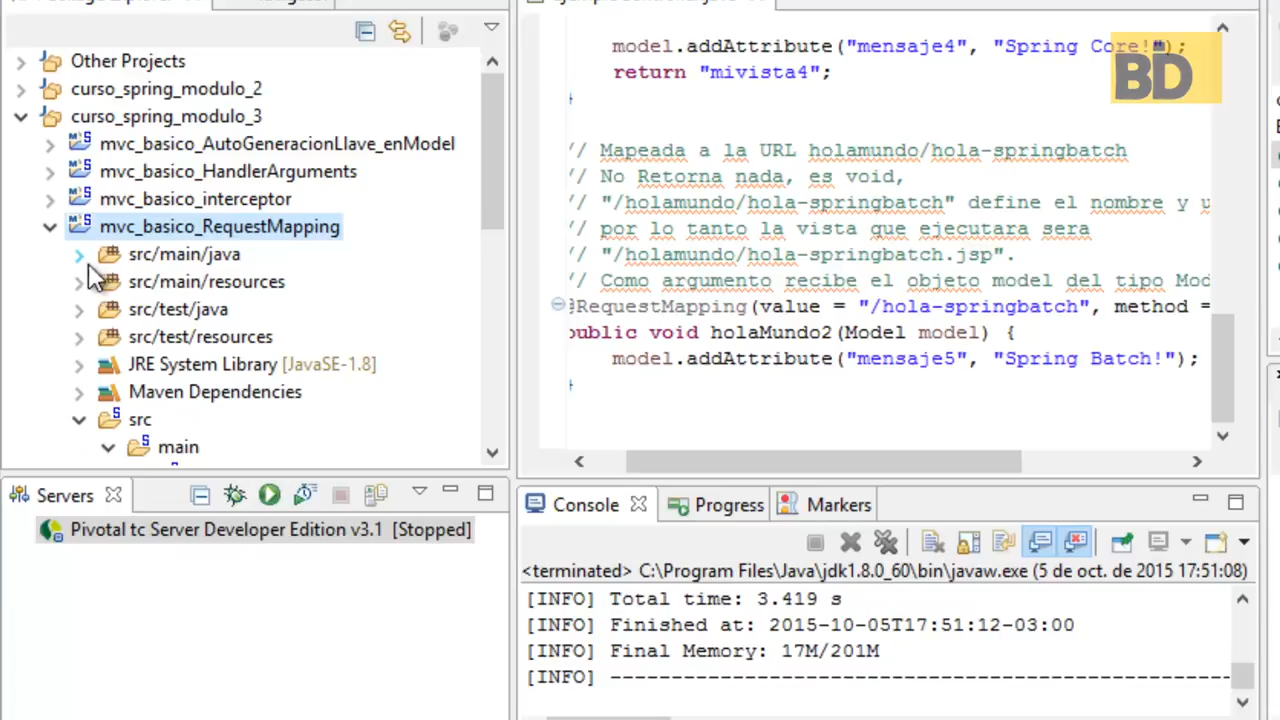 Other Projects
curso_spring_modulo_2
curso_spring_modulo_3
mvc_basico_AutoGeneracionLlave_enModel
mvc_basico_HandlerArguments
mvc_basico_interceptor
mvc_basico_RequestMapping
src/main/java
src/main/resources
src/test/java
src/test/resources
JRE System Library [JavaSE-1.8]
Maven Dependencies
src
main
model.addAttribute("mensaje4", "Spring Core!");
return "mivista4";
}
BD
// Mapeada a la URL holamundo/hola-springbatch
// No Retorna nada, es void,
// "/holamundo/hola-springbatch" define el nombre y u
// por lo tanto la vista que ejecutara sera
// "/holamundo/hola-springbatch.jsp".
// Como argumento recibe el objeto model del tipo Mod
@RequestMapping(value = "/hola-springbatch", method =
public void holaMundo2(Model model) {
model.addAttribute("mensaje5", "Spring Batch!");
}
Servers
Pivotal tc Server Developer Edition v3.1 [Stopped]
Console
Progress
Markers
<terminated> C:\Program Files\Java\jdk1.8.0_60\bin\javaw.exe (5 de oct. de 2015 17:51:08)
[INFO] Total time: 3.419 s
[INFO] Finished at: 2015-10-05T17:51:12-03:00
[INFO] Final Memory: 17M/201M
[INFO] ------------------------------------------------